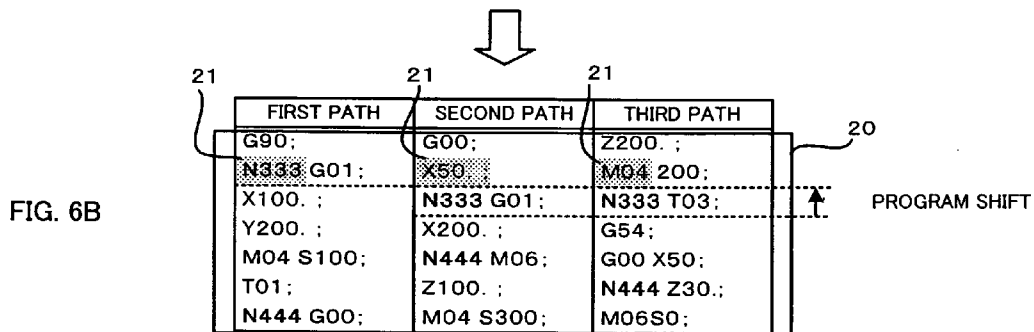 21 21 21
FIRST PATH SECOND PATH THIRD PATH
20
G90; G00; Z200. ;
N333 G01; X50 ; M04 200;
X100. ; N333 G01; N333 T03; PROGRAM SHIFT
FIG. 6B
Y200. ; X200. ; G54;
M04 S100; N444 M06; G00 X50;
T01; Z100. ; N444 Z30.;
N444 G00; M04 S300; M06S0;